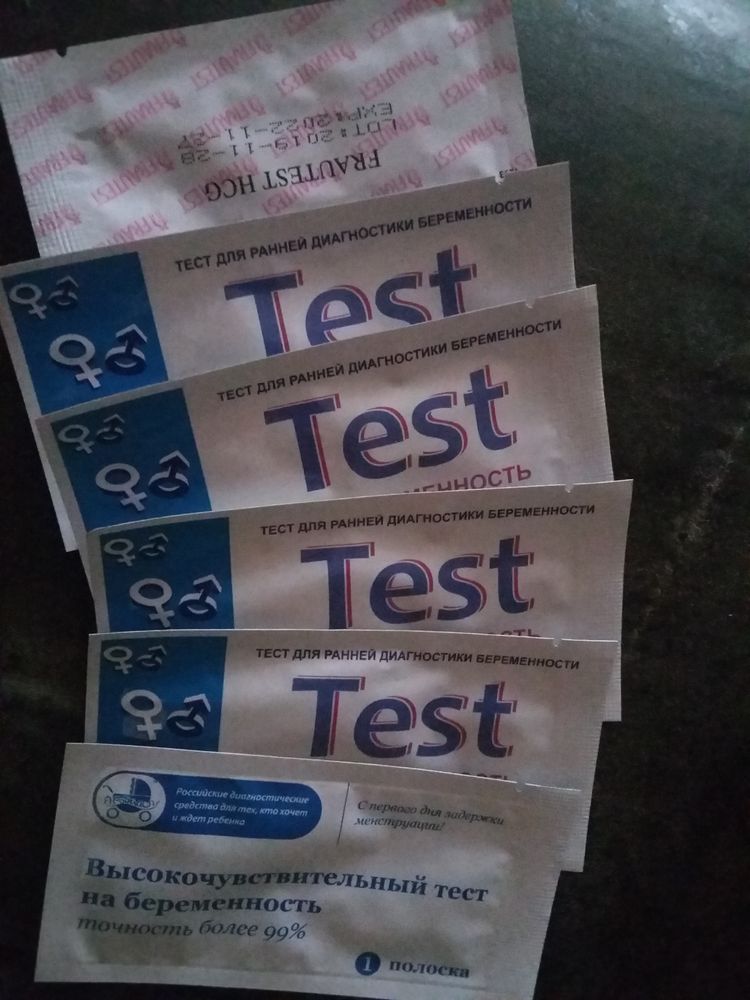 FRAUTEST
FRAUTEST HCG
LOT: 2019-11-28
EXP: 2022-11-27
ТЕСТ ДЛЯ РАННЕЙ ДИАГНОСТИКИ БЕРЕМЕННОСТИ
Test
ТЕСТ ДЛЯ РАННЕЙ ДИАГНОСТИКИ БЕРЕМЕННОСТИ
Test
ТЕСТ ДЛЯ РАННЕЙ ДИАГНОСТИКИ БЕРЕМЕННОСТИ
Test
ТЕСТ ДЛЯ РАННЕЙ ДИАГНОСТИКИ БЕРЕМЕННОСТИ
Test
Российские диагностические
средства для тех, кто хочет
и ждет ребенка
С первого дня задержки
менструации!
Высокочувствительный тест
на беременность
точность более 99%
1 полоска